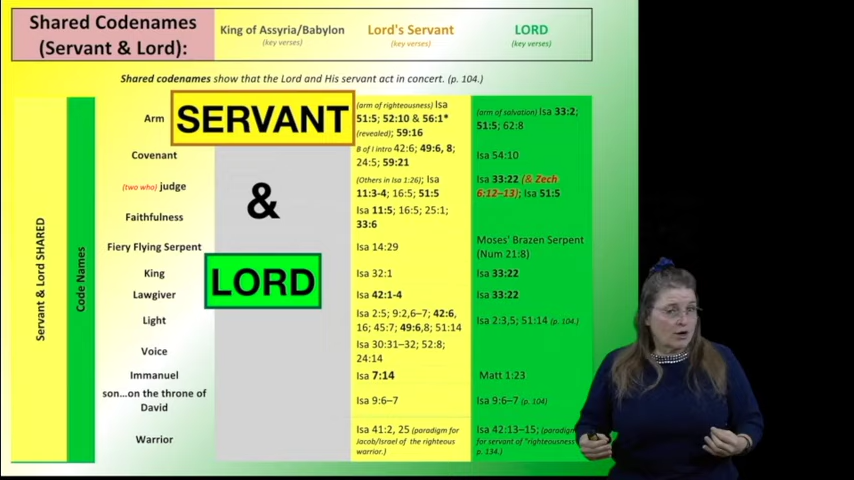 Shared Codenames
(Servant & Lord):
King of Assyria/Babylon
(key verses)
Lord's Servant
(key verses)
LORD
(key verses)
Shared codenames show that the Lord and His servant act in concert. (p. 104.)
Servant & Lord SHARED
Code Names
SERVANT
&
LORD
Arm
(arm of righteousness) Isa
51:5; 52:10 & 56:1*
(revealed); 59:16
(arm of salvation) Isa 33:2;
51:5; 62:8
Covenant
B of I intro 42:6; 49:6, 8;
24:5; 59:21
Isa 54:10
(two who) judge
(Others in Isa 1:26); Isa
11:3-4; 16:5; 51:5
Isa 33:22 (& Zech
6:12–13); Isa 51:5
Faithfulness
Isa 11:5; 16:5; 25:1;
33:6
Fiery Flying Serpent
Isa 14:29
Moses' Brazen Serpent
(Num 21:8)
King
Isa 32:1
Isa 33:22
Lawgiver
Isa 42:1-4
Isa 33:22
Light
Isa 2:5; 9:2,6–7; 42:6,
16; 45:7; 49:6,8; 51:14
Isa 2:3,5; 51:14 (p. 104.)
Voice
Isa 30:31–32; 52:8;
24:14
Immanuel
Isa 7:14
Matt 1:23
son...on the throne of
David
Isa 9:6–7
Isa 9:6–7 (p. 104)
Warrior
Isa 41:2, 25 (paradigm for
Jacob/Israel of the righteous
warrior.)
Isa 42:13–15; (paradigm
for servant of "righteousness
p. 134.)